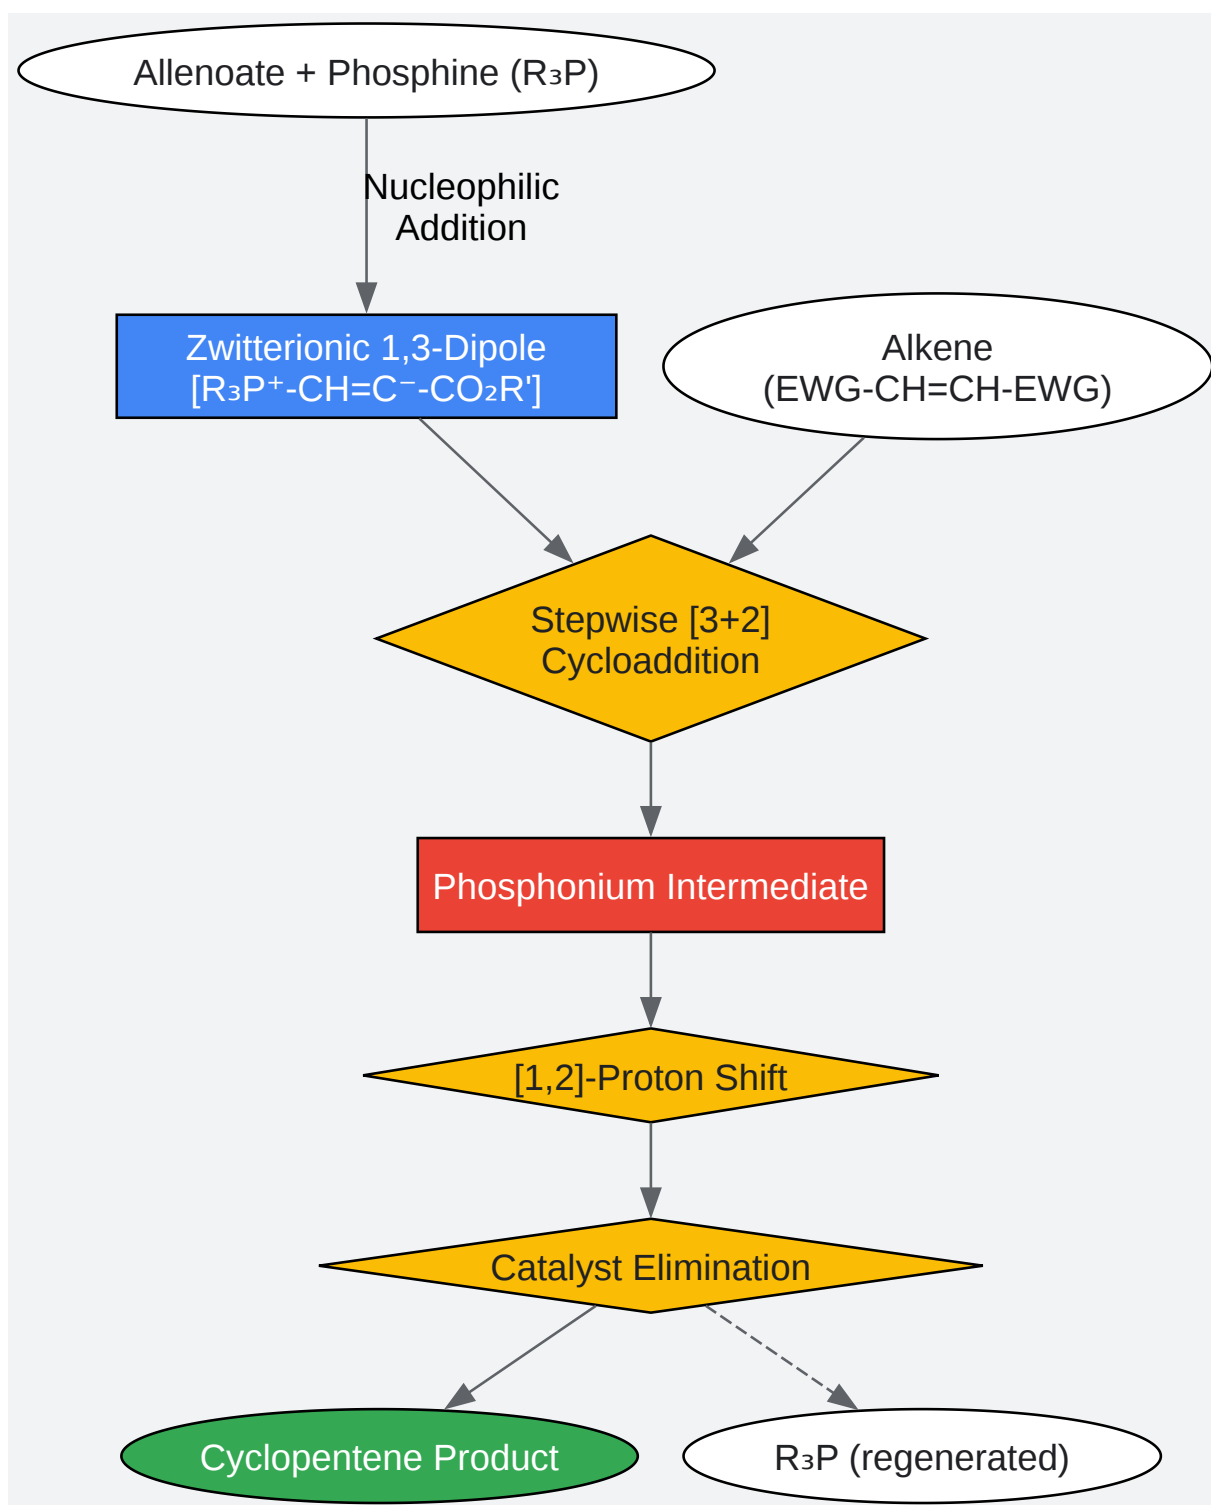 Allenoate + Phosphine (R₃P)
Nucleophilic
Addition
Zwitterionic 1,3-Dipole
[R₃P⁺-CH=C⁻-CO₂R']
Alkene
(EWG-CH=CH-EWG)
Stepwise [3+2]
Cycloaddition
Phosphonium Intermediate
[1,2]-Proton Shift
Catalyst Elimination
Cyclopentene Product
R₃P (regenerated)